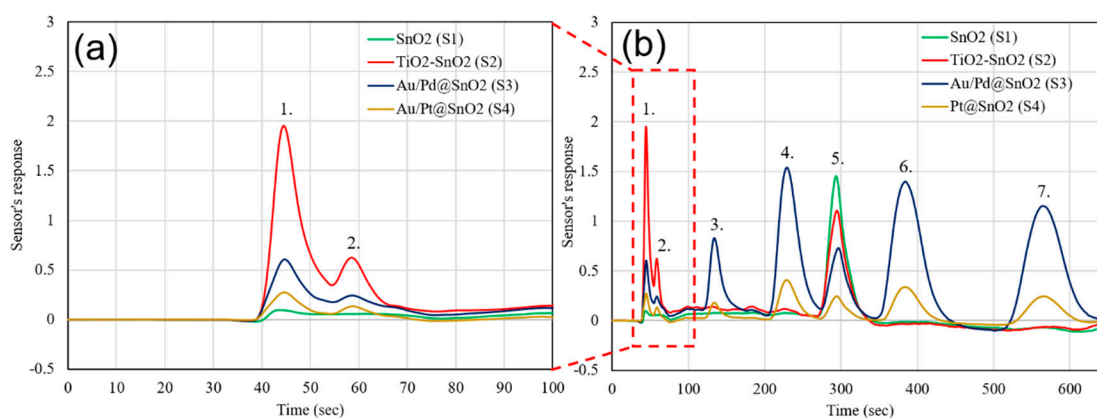 (a)
SnO2 (S1)
TiO2-SnO2 (S2)
Au/Pd@SnO2 (S3)
Au/Pt@SnO2 (S4)
1.
2.
3
2.5
2
1.5
1
0.5
0
-0.5
Sensor's response
0 10 20 30 40 50 60 70 80 90 100
Time (sec)
(b)
SnO2 (S1)
TiO2-SnO2 (S2)
Au/Pd@SnO2 (S3)
Pt@SnO2 (S4)
1.
2.
3.
4.
5.
6.
7.
3
2.5
2
1.5
1
0.5
0
-0.5
Sensor's response
0 100 200 300 400 500 600
Time (sec)